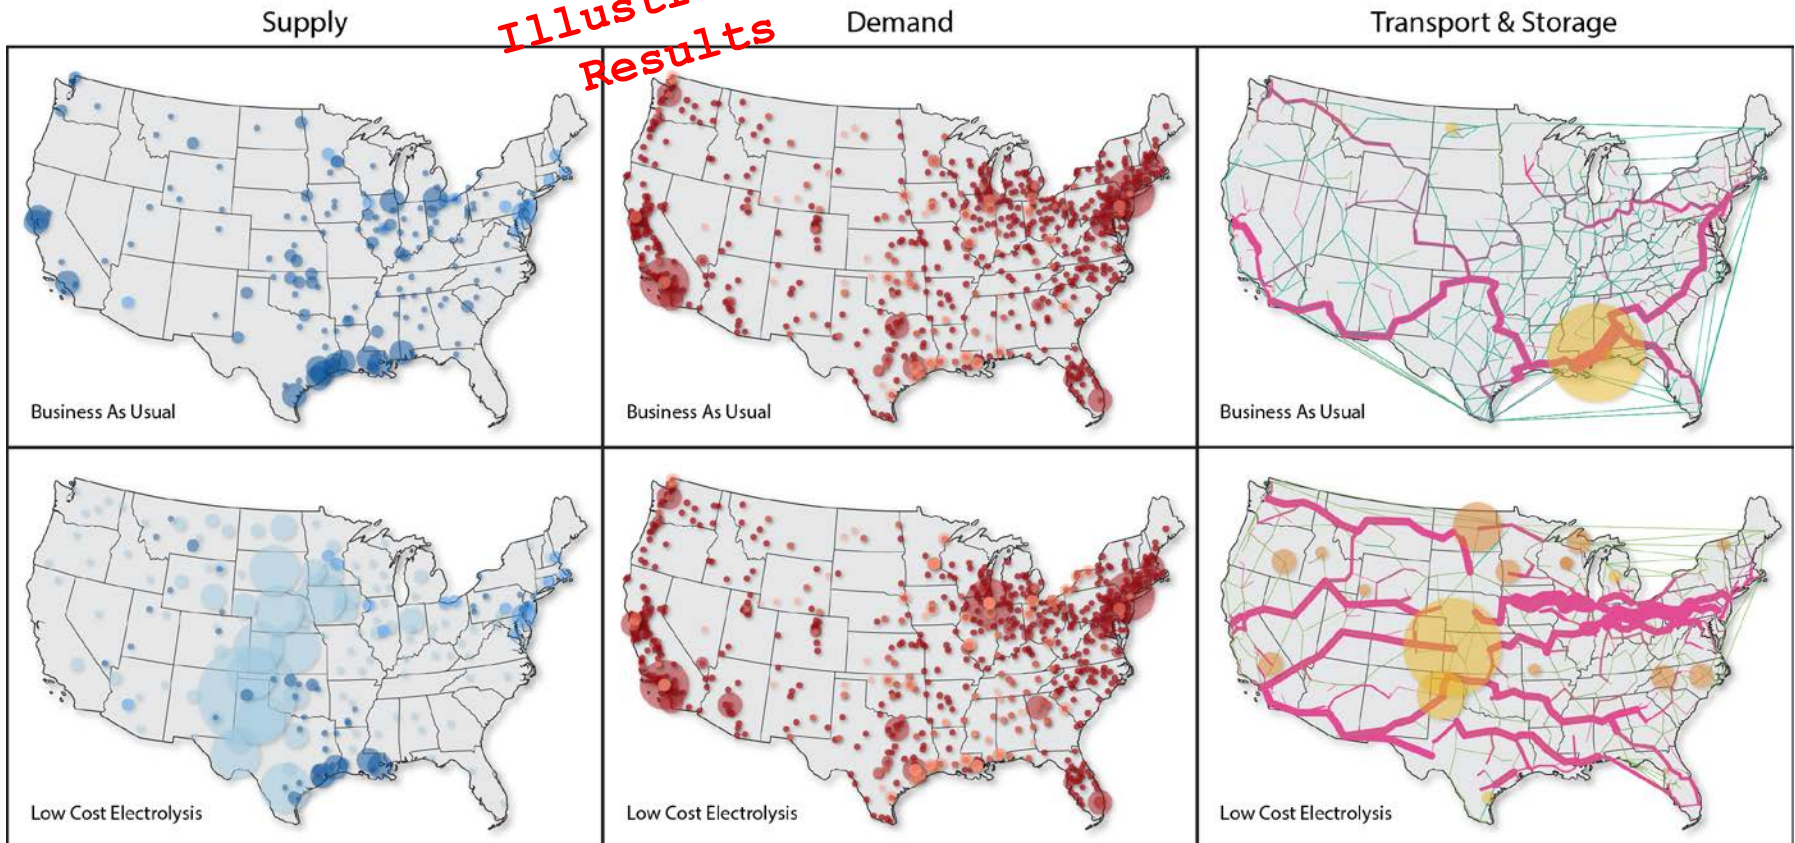 Supply
Demand
Transport & Storage
Results
Business As Usual
Business As Usual
Business As Usual
Low Cost Electrolysis
Low Cost Electrolysis
Low Cost Electrolysis